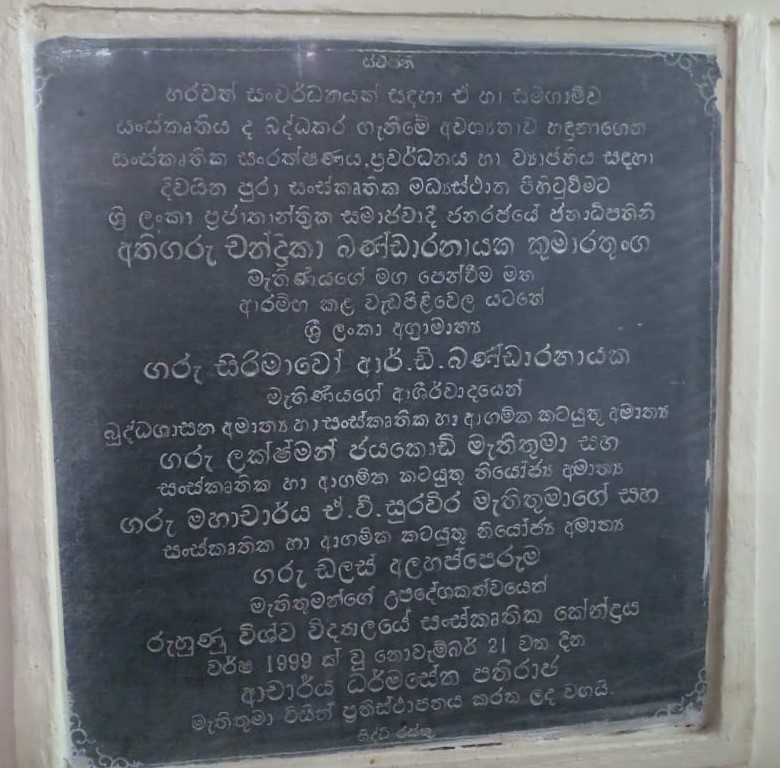 ස්වස්ති
හරවත් සංවර්ධනයක් සඳහා ඒ හා සමගාමීව
සංස්කෘතිය ද බද්ධකර ගැනීමේ අවශ්‍යතාව හඳුනාගෙන
සංස්කෘතික සංරක්ෂණය,ප්‍රවර්ධනය හා ව්‍යාප්තිය සඳහා
දිවයින පුරා සංස්කෘතික මධ්‍යස්ථාන පිහිටුවීමට
ශ්‍රී ලංකා ප්‍රජාතාන්ත්‍රික සමාජවාදී ජනරජයේ ජනාධිපතිනි
අතිගරු චන්ද්‍රිකා බණ්ඩාරනායක කුමාරතුංග
මැතිණියගේ මග පෙන්වීම මත
ආරම්භ කළ වැඩපිළිවෙල යටතේ
ශ්‍රී ලංකා අග්‍රාමාත්‍ය
ගරු සිරිමාවෝ ආර්.ඩී.බණ්ඩාරනායක
මැතිණියගේ ආශීර්වාදයෙන්
බුද්ධශාසන අමාත්‍ය හා සංස්කෘතික හා ආගමික කටයුතු අමාත්‍ය
ගරු ලක්ෂ්මන් ජයකොඩි මැතිතුමා සහ
සංස්කෘතික හා ආගමික කටයුතු නියෝජ්‍ය අමාත්‍ය
ගරු මහාචාර්ය ඒ.වී.සුරවීර මැතිතුමාගේ සහ
සංස්කෘතික හා ආගමික කටයුතු නියෝජ්‍ය අමාත්‍ය
ගරු ඩලස් අලහප්පෙරුම
මැතිතුමන්ගේ උපදේශකත්වයෙන්
රුහුණු විශ්ව විද්‍යාලයේ සංස්කෘතික කේන්ද්‍රය
වර්ෂ 1999 ක් වූ නොවැම්බර් 21 වන දින
ආචාර්ය ධර්මසේන පතිරාජ
මැතිතුමා විසින් ප්‍රතිස්ථාපනය කරන ලද වගයි.
සිද්ධි රස්තු